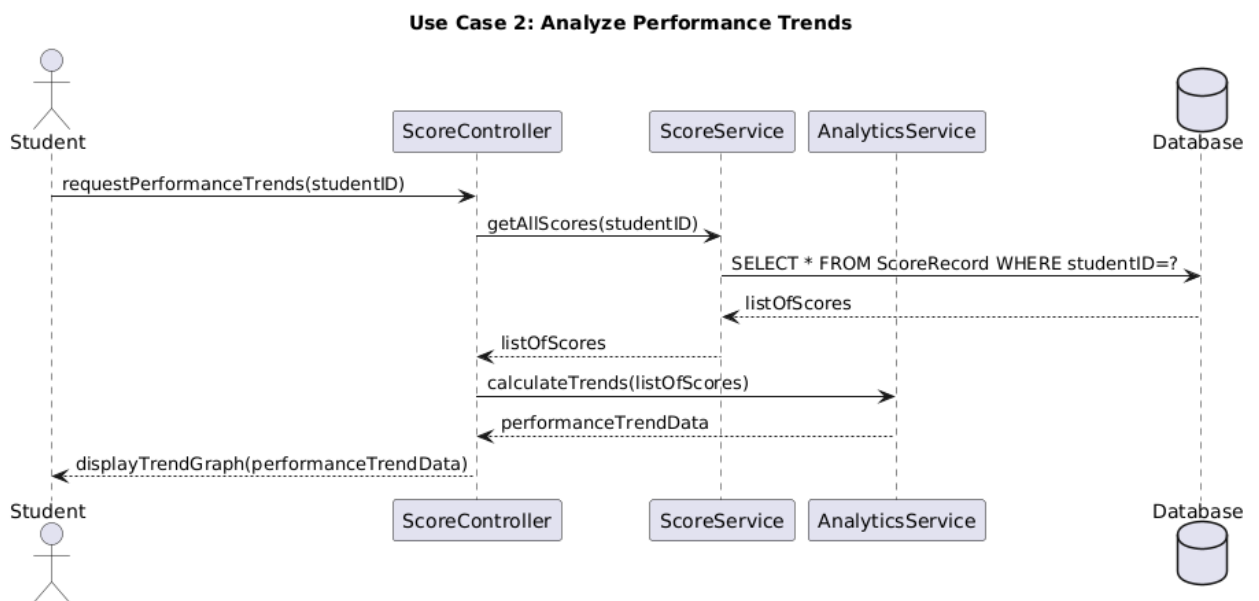 Use Case 2: Analyze Performance Trends
Student
ScoreController
ScoreService
AnalyticsService
Database
requestPerformanceTrends(studentID)
getAllScores(studentID)
SELECT * FROM ScoreRecord WHERE studentID=?
listOfScores
listOfScores
calculateTrends(listOfScores)
performanceTrendData
displayTrendGraph(performanceTrendData)
Student
ScoreController
ScoreService
AnalyticsService
Database